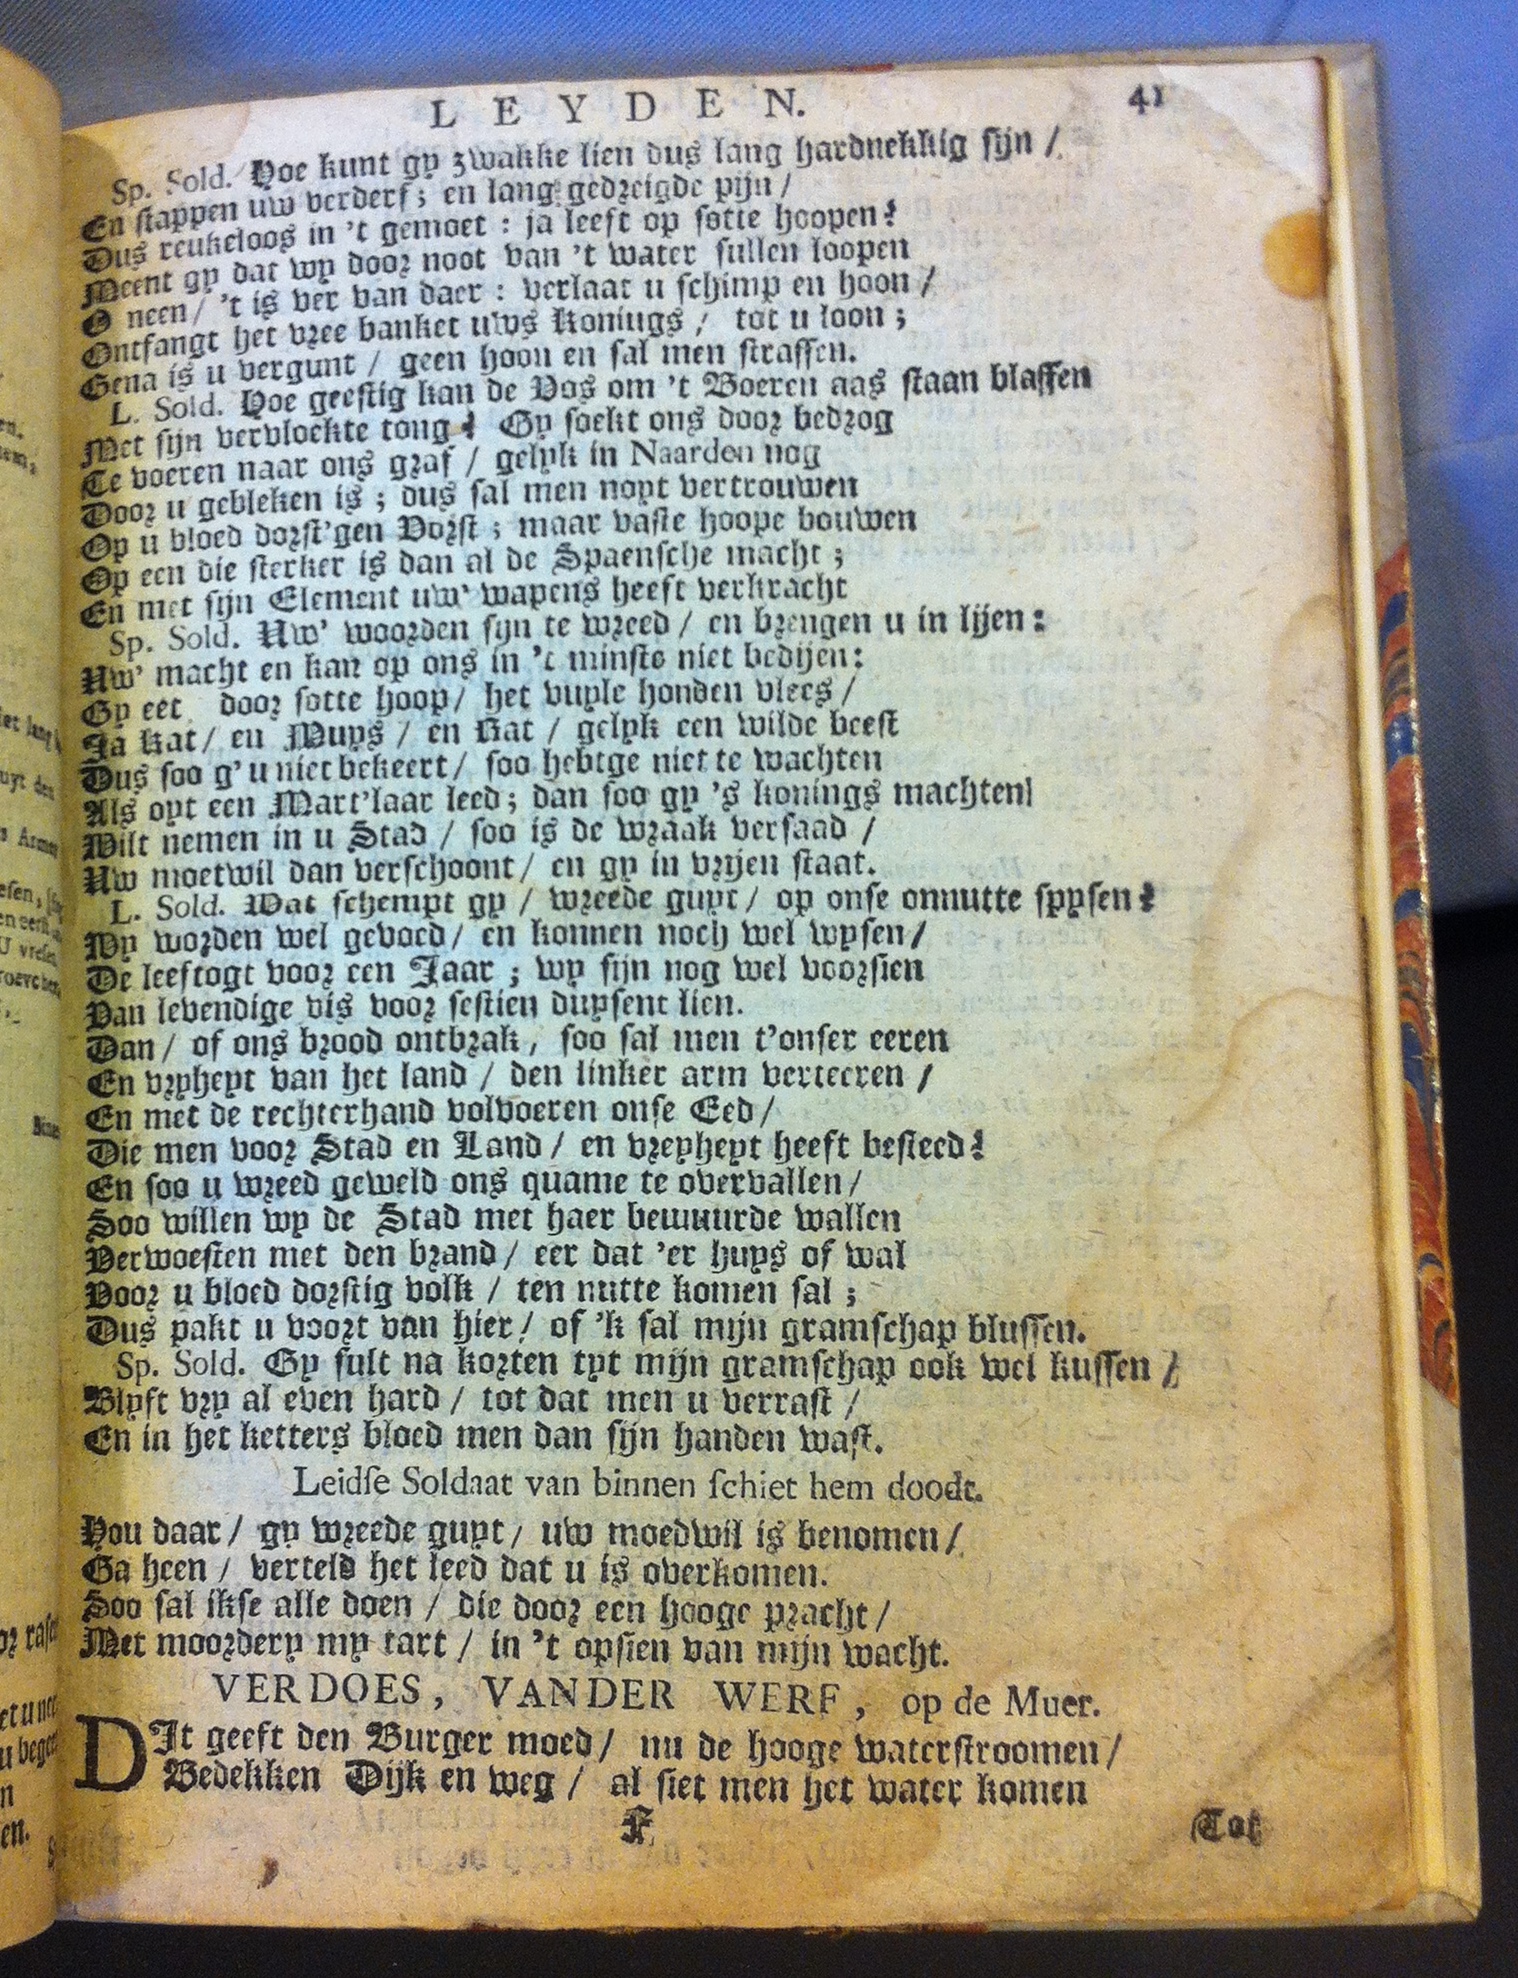 LEYDEN. 41
Sp. Sold. Hoe kunt gy zwakke lien dus lang hardnekkig sijn /
En stappen uw verderf; en lang gedreigde pijn /
Dus reukeloos in 't gemoet: ja leeft op sotte hoopen?
Meent gy dat wy door noot van 't water sullen loopen
O neen / 't is ver van daer: verlaat u schimp en hoon /
Ontfangt het vree banket uws Konings / tot u loon;
Gena is u vergunt / geen hoon en sal men straffen.
L. Sold. Hoe geestig kan de Vos om 't Boeren aas staan blaffen
Met sijn vervloekte tong? Gy soekt ons door bedrog
Te voeren naar ons graf / gelyk in Naarden nog
Door u gebleken is; dus sal men noyt vertrouwen
Op u bloed dorst'gen Vorst; maar vaste hoope bouwen
Op een die sterker is dan al de Spaensche macht;
En met sijn Element uw' wapens heeft verkracht
Sp. Sold. Uw' woorden sijn te wreed / en brengen u in lijen:
Uw' macht en kan op ons in 't minste niet bedijen:
Gy eet door sotte hoop / het vuyle honden vlees /
Ja Kat / en Muys / en Rat / gelyk een wilde beest
Dus soo g' u niet bekeert / soo hebtge niet te wachten
Als oyt een Mart'laar leed; dan soo gy 's konings machten
Wilt nemen in u Stad / soo is de wraak versaad /
Uw moetwil dan verschoont / en gy in vrijen staat.
L. Sold. Wat schempt gy / wreede guyt / op onse onnutte spysen?
Wy worden wel gevoed / en konnen noch wel wysen /
De leeftogt voor een Jaar; wy sijn nog wel voorsien
Van levendige vis voor sestien duysent lien.
Dan / of ons brood ontbrak, soo sal men t'onser eeren
En vryheyt van het land / den linker arm verteeren /
En met de rechterhand volvoeren onse Eed /
Die men voor Stad en Land / en vreyheyt heeft besteed?
En soo u wreed geweld ons quame te overvallen /
Soo willen wy de Stad met haer bemuurde wallen
Verwoesten met den brand / eer dat 'er huys of wal
Voor u bloed dorstig volk / ten nutte komen sal;
Dus pakt u voort van hier / of 'k sal mijn gramschap blussen.
Sp. Sold. Gy sult na korten tyt mijn gramschap ook wel kussen /
Blyft vry al even hard / tot dat men u verrast /
En in het ketters bloed men dan sijn handen wast.
Leidse Soldaat van binnen schiet hem doodt.
Hou daar / gy wreede guyt / uw moedwil is benomen /
Ga heen / verteld het leed dat u is overkomen.
Soo sal ikse alle doen / die door een hooge pracht /
Met moordery my tart / in 't opsien van mijn wacht.
VERDOES, VANDER WERF, op de Muer.
DIt geeft den Burger moed / nu de hooge waterstroomen /
Bedekken Dijk en weg / al siet men het water komen
F Tot